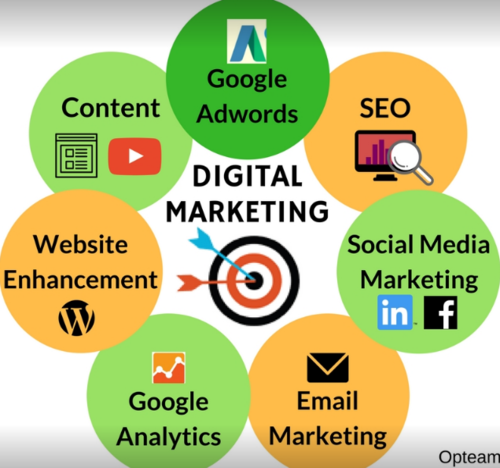 Google
Adwords
Content
SEO
DIGITAL
MARKETING
Website
Enhancement
Social Media
Marketing
in
f
Google
Analytics
Email
Marketing
Opteam